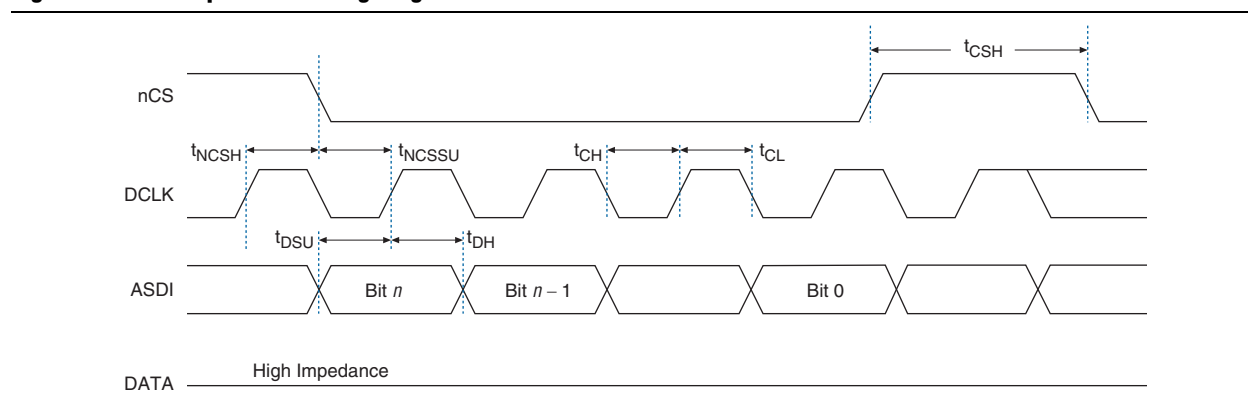 tCSH
nCS
tNCSH
tNCSSU
tCH
tCL
DCLK
tDSU
tDH
ASDI
Bit n
Bit n – 1
Bit 0
High Impedance
DATA